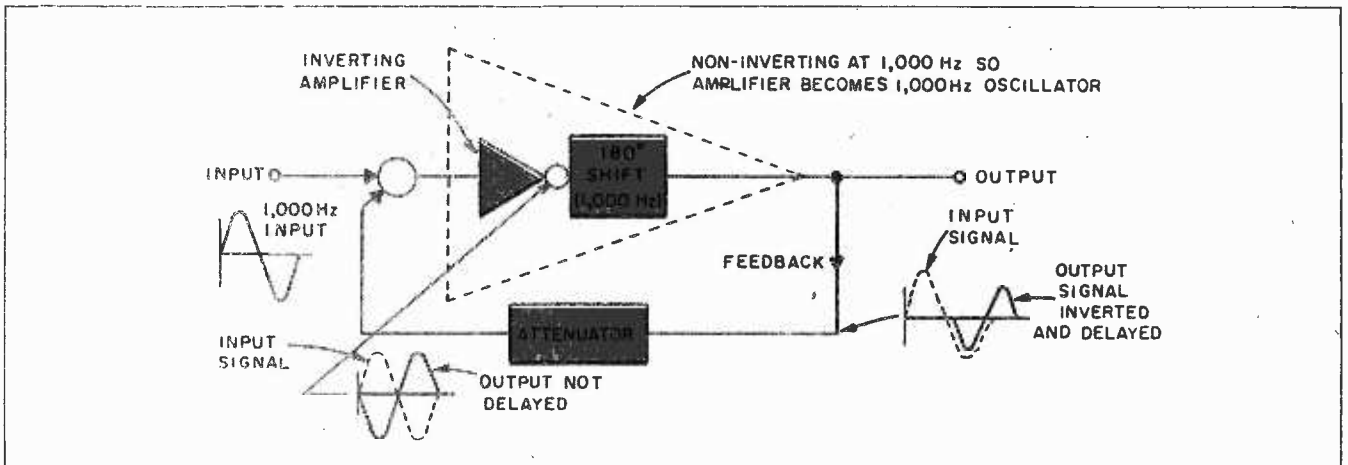 INVERTING
AMPLIFIER
NON-INVERTING AT 1,000 Hz SO
AMPLIFIER BECOMES 1,000Hz OSCILLATOR
180°
SHIFT
(1,000 Hz)
INPUT
OUTPUT
1,000Hz
INPUT
INPUT
SIGNAL
FEEDBACK
OUTPUT
SIGNAL
INVERTED
AND DELAYED
ATTENUATOR
INPUT
SIGNAL
OUTPUT NOT
DELAYED